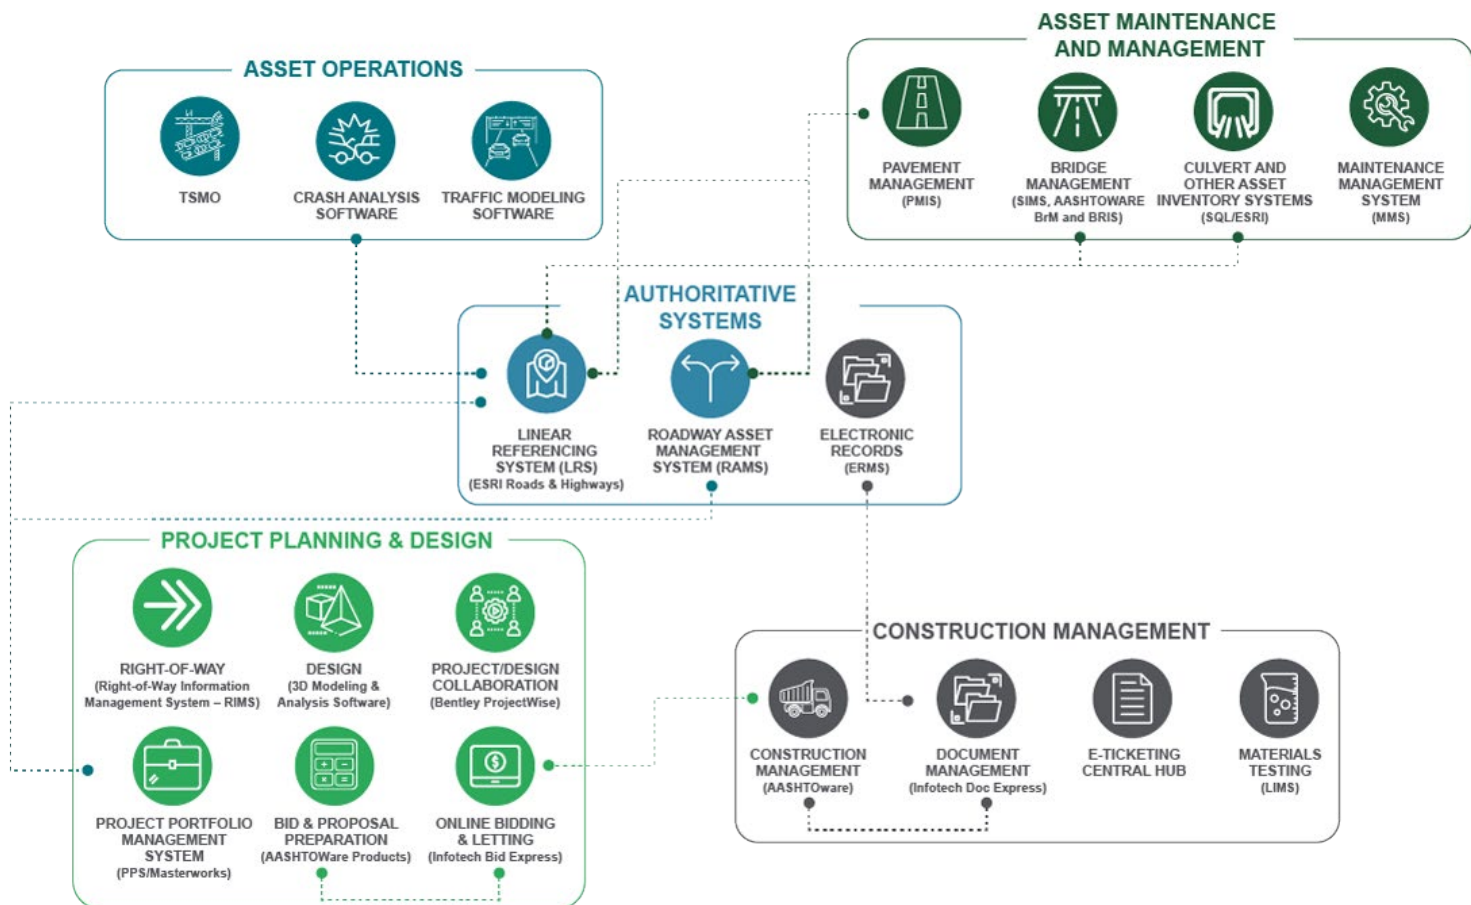 ASSET OPERATIONS
TSMO
CRASH ANALYSIS
SOFTWARE
TRAFFIC MODELING
SOFTWARE
ASSET MAINTENANCE
AND MANAGEMENT
PAVEMENT
MANAGEMENT
(PMIS)
BRIDGE
MANAGEMENT
(SIMS, AASHTOWARE
BrM and BRIS)
CULVERT AND
OTHER ASSET
INVENTORY SYSTEMS
(SQL/ESRI)
MAINTENANCE
MANAGEMENT
SYSTEM
(MMS)
AUTHORITATIVE
SYSTEMS
LINEAR
REFERENCING
SYSTEM (LRS)
(ESRI Roads & Highways)
ROADWAY ASSET
MANAGEMENT
SYSTEM (RAMS)
ELECTRONIC
RECORDS
(ERMS)
PROJECT PLANNING & DESIGN
RIGHT-OF-WAY
(Right-of-Way Information
Management System – RIMS)
DESIGN
(3D Modeling &
Analysis Software)
PROJECT/DESIGN
COLLABORATION
(Bentley ProjectWise)
PROJECT PORTFOLIO
MANAGEMENT
SYSTEM
(PPS/Masterworks)
BID & PROPOSAL
PREPARATION
(AASHTOWare Products)
ONLINE BIDDING
& LETTING
(Infotech Bid Express)
CONSTRUCTION MANAGEMENT
CONSTRUCTION
MANAGEMENT
(AASHTOware)
DOCUMENT
MANAGEMENT
(Infotech Doc Express)
E-TICKETING
CENTRAL HUB
MATERIALS
TESTING
(LIMS)